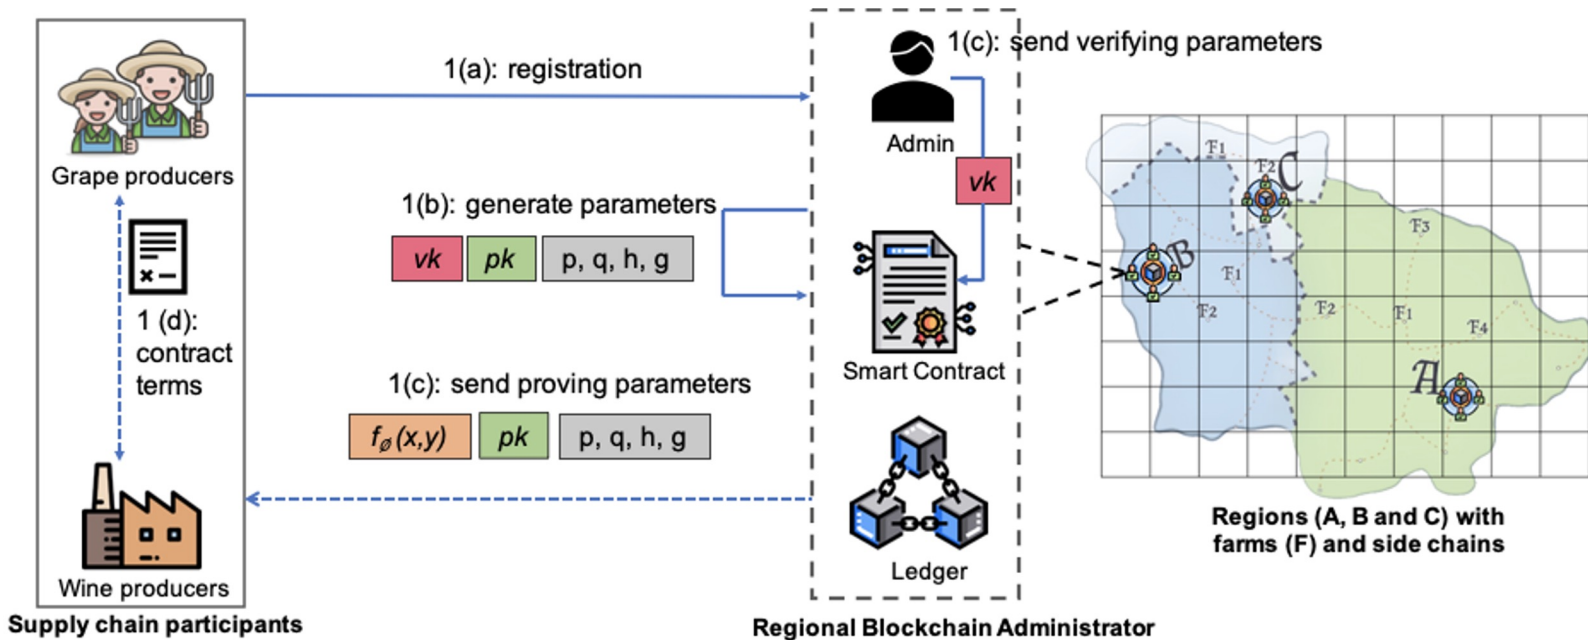 1(a): registration
1(c): send verifying parameters
Admin
Grape producers
vk
1(b): generate parameters
vk
pk
p, q, h, g
1 (d):
contract
terms
Smart Contract
1(c): send proving parameters
fø(x,y)
pk
p, q, h, g
Wine producers
Ledger
Supply chain participants
Regional Blockchain Administrator
F1
F2
C
F3
B
F1
F2
F2
F1
F4
A
Regions (A, B and C) with
farms (F) and side chains